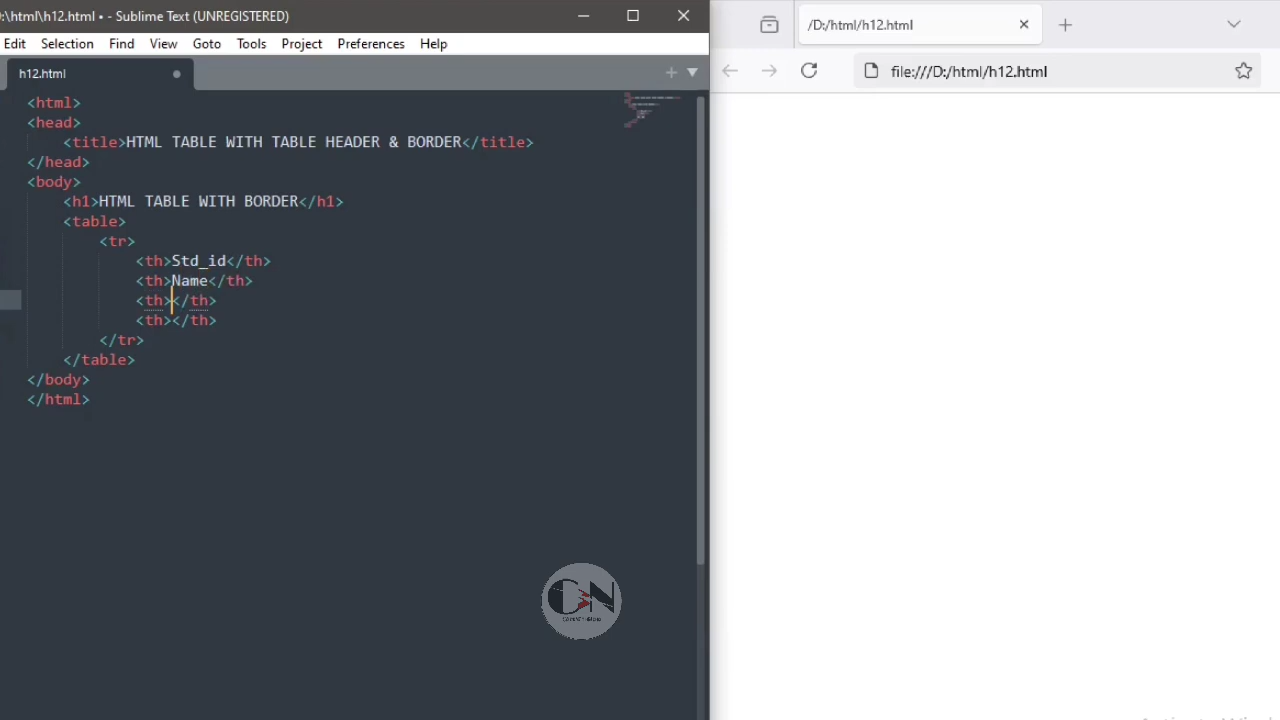 :\html\h12.html • - Sublime Text (UNREGISTERED)
Edit Selection Find View Goto Tools Project Preferences Help
h12.html
<html>
<head>
<title>HTML TABLE WITH TABLE HEADER & BORDER</title>
</head>
<body>
<h1>HTML TABLE WITH BORDER</h1>
<table>
<tr>
<th>Std_id</th>
<th>Name</th>
<th></th>
<th></th>
</tr>
</table>
</body>
</html>
CN
/D:/html/h12.html
file:///D:/html/h12.html